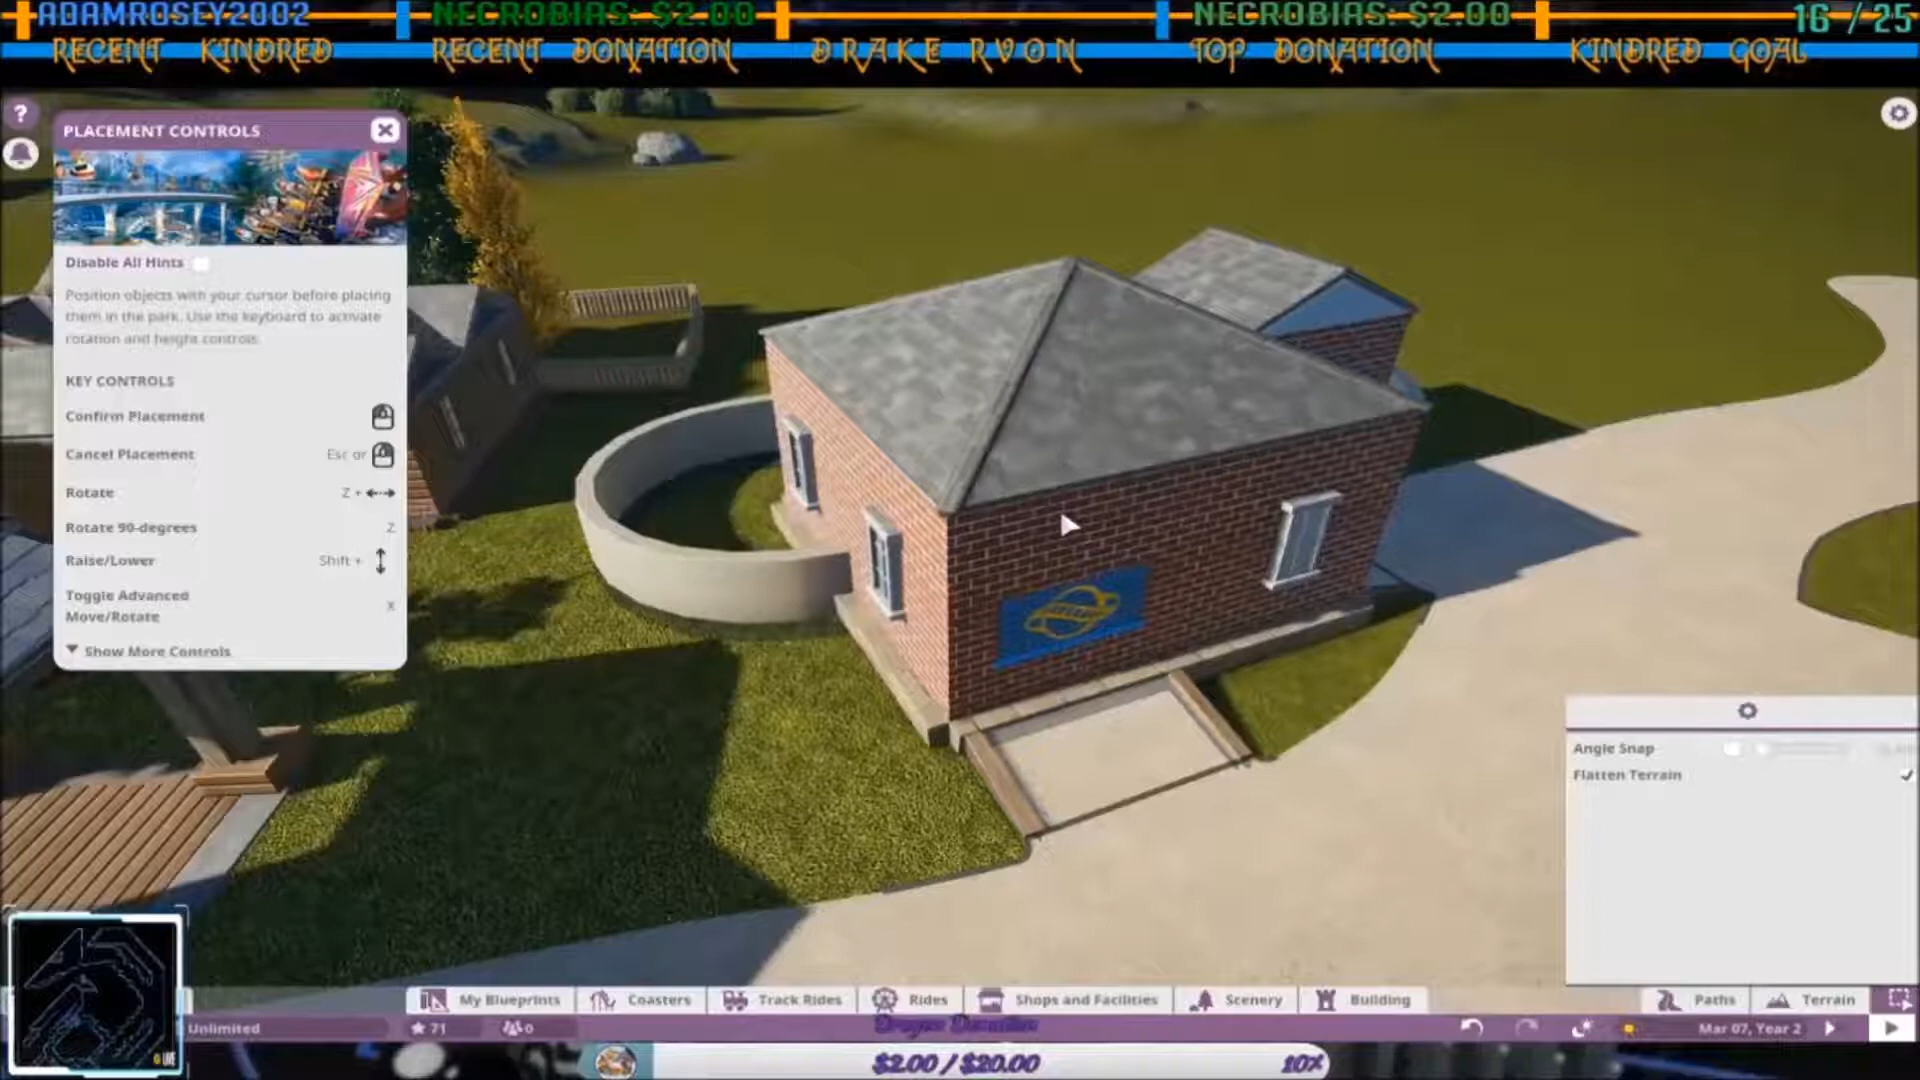 ADAMROSEY2002
NECROBIAS: $2.00
NECROBIAS: $2.00
16 / 25
RECENT KINDRED
RECENT DONATION
DRAKE RVON
TOP DONATION
KINDRED GOAL
?
PLACEMENT CONTROLS
Disable All Hints
Position objects with your cursor before placing
them in the park. Use the keyboard to activate
rotation and height controls.
KEY CONTROLS
Confirm Placement
Cancel Placement Esc or
Rotate Z +
Rotate 90-degrees Z
Raise/Lower Shift +
Toggle Advanced
Move/Rotate X
Show More Controls
Angle Snap
Flatten Terrain
My Blueprints
Coasters
Track Rides
Rides
Shops and Facilities
Scenery
Building
Paths
Terrain
Unlimited
71
0
Dragon Donation
Mar 07, Year 2
$2.00 / $20.00
10%
LIVE